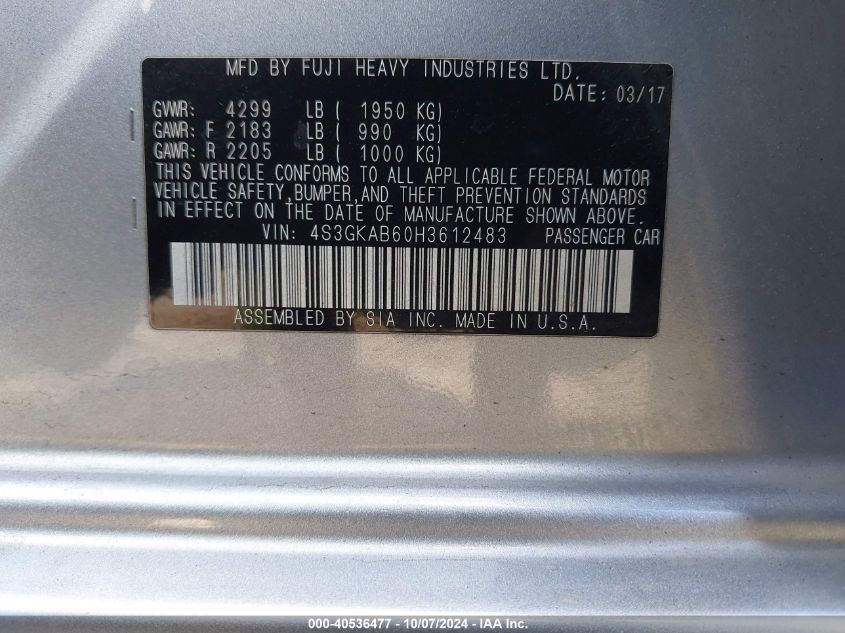 MFD BY FUJI HEAVY INDUSTRIES LTD.
DATE: 03/17
GVWR: 4299 LB ( 1950 KG)
GAWR: F 2183 LB ( 990 KG)
GAWR: R 2205 LB ( 1000 KG)
THIS VEHICLE CONFORMS TO ALL APPLICABLE FEDERAL MOTOR
VEHICLE SAFETY, BUMPER, AND THEFT PREVENTION STANDARDS
IN EFFECT ON THE DATE OF MANUFACTURE SHOWN ABOVE.
VIN: 4S3GKAB60H3612483 PASSENGER CAR
ASSEMBLED BY SIA INC. MADE IN U.S.A.
000-40536477 - 10/07/2024 - IAA Inc.